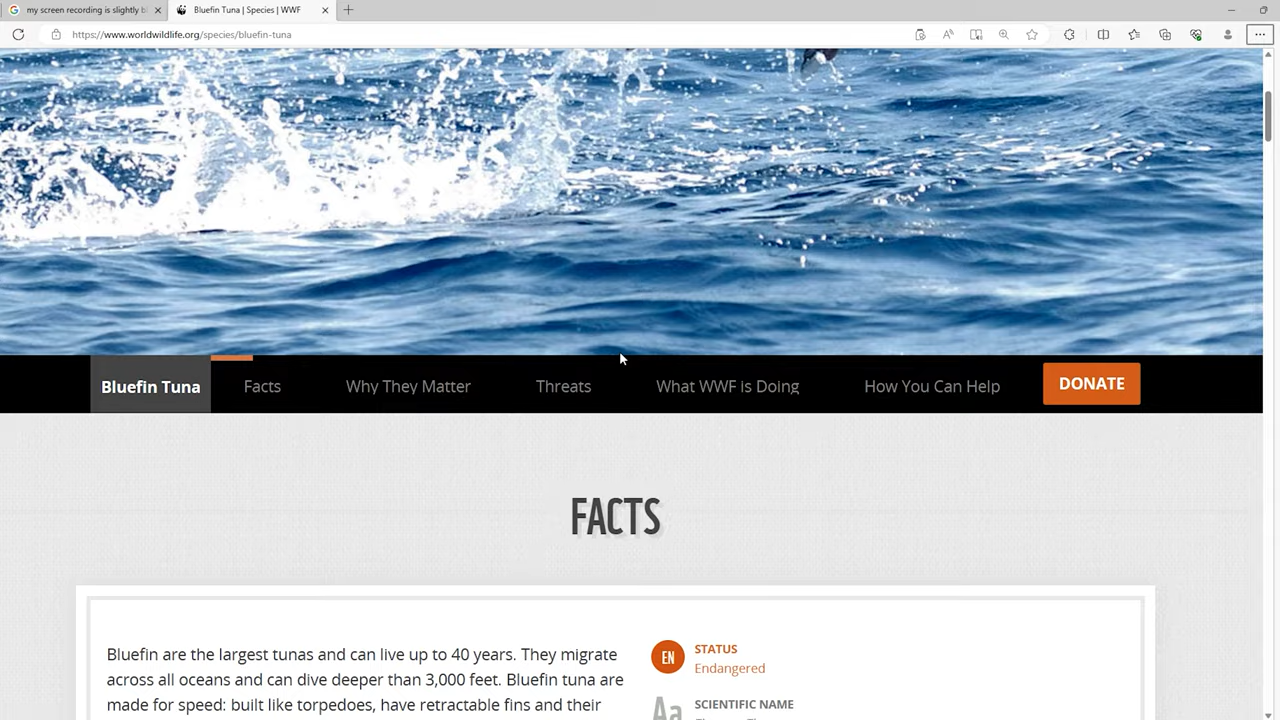 my screen recording is slightly bl
Bluefin Tuna | Species | WWF
https://www.worldwildlife.org/species/bluefin-tuna
Bluefin Tuna
Facts
Why They Matter
Threats
What WWF is Doing
How You Can Help
DONATE
FACTS
Bluefin are the largest tunas and can live up to 40 years. They migrate
across all oceans and can dive deeper than 3,000 feet. Bluefin tuna are
made for speed: built like torpedoes, have retractable fins and their
EN
STATUS
Endangered
Aa
SCIENTIFIC NAME